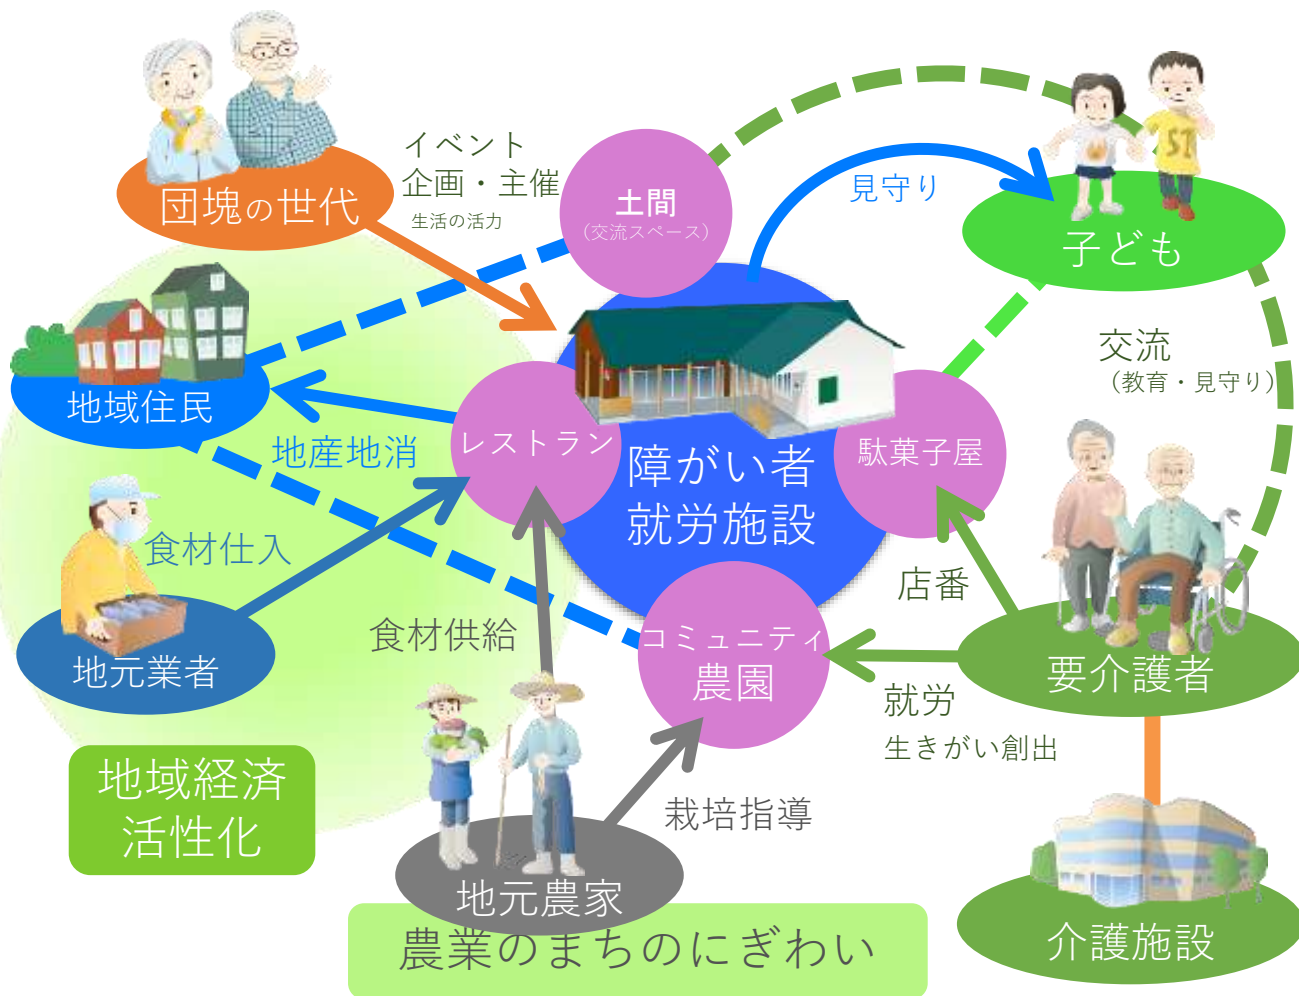 団塊の世代
イベント
企画・主催
生活の活力
土間
（交流スペース）
見守り
子ども
交流
（教育・見守り）
地域住民
地産地消
レストラン
障がい者
就労施設
駄菓子屋
食材仕入
地元業者
食材供給
コミュニティ
農園
店番
要介護者
就労
生きがい創出
地域経済
活性化
栽培指導
地元農家
農業のまちのにぎわい
介護施設